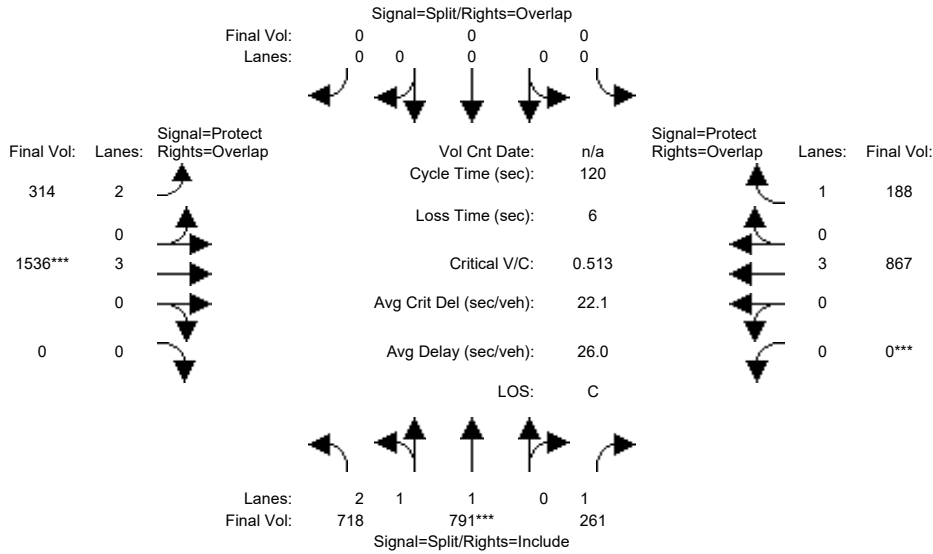 Signal=Split/Rights=Overlap
Final Vol: 0 0 0
Lanes: 0 0 0 0 0
Signal=Protect Signal=Protect
Final Vol: Lanes: Rights=Overlap Vol Cnt Date: n/a Rights=Overlap Lanes: Final Vol:
Cycle Time (sec): 120
314 2 1 188
Loss Time (sec): 6
0 0
1536*** 3 Critical V/C: 0.513 3 867
0 Avg Crit Del (sec/veh): 22.1 0
0 0 Avg Delay (sec/veh): 26.0 0 0***
LOS: C
Lanes: 2 1 1 0 1
Final Vol: 718 791*** 261
Signal=Split/Rights=Include